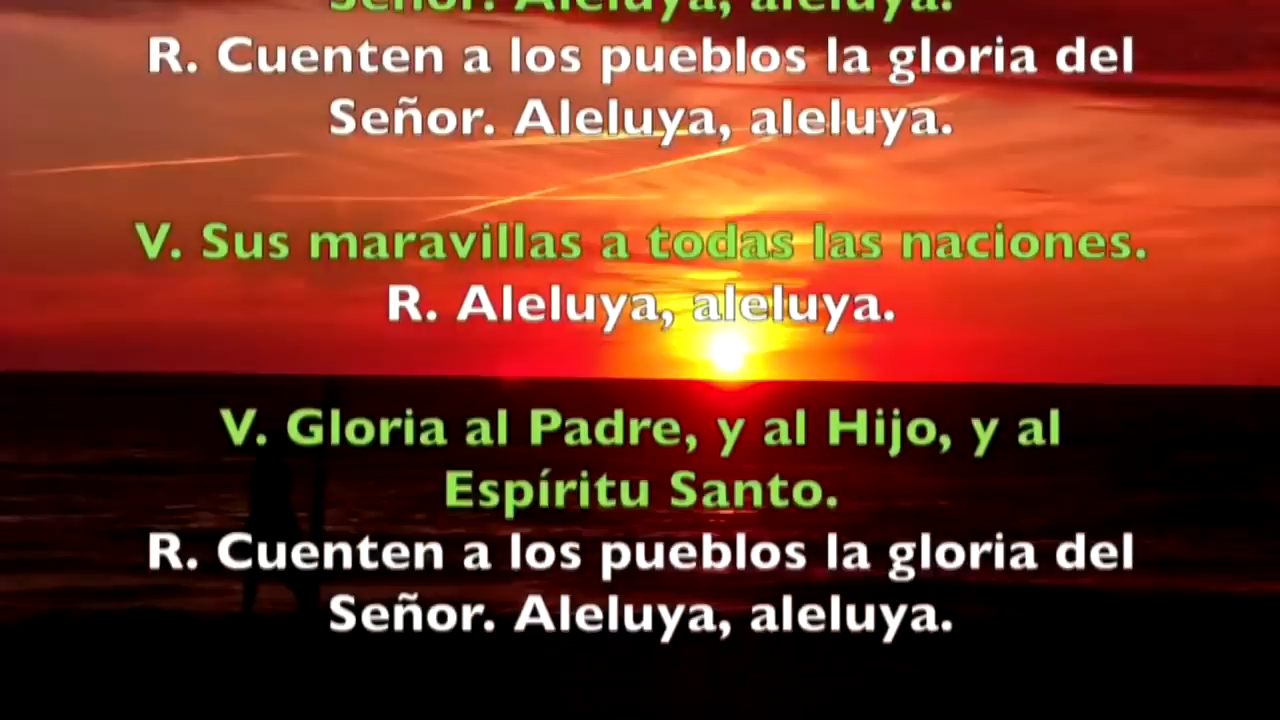 Señor. Aleluya, aleluya.
R. Cuenten a los pueblos la gloria del
Señor. Aleluya, aleluya.
V. Sus maravillas a todas las naciones.
R. Aleluya, aleluya.
V. Gloria al Padre, y al Hijo, y al
Espíritu Santo.
R. Cuenten a los pueblos la gloria del
Señor. Aleluya, aleluya.